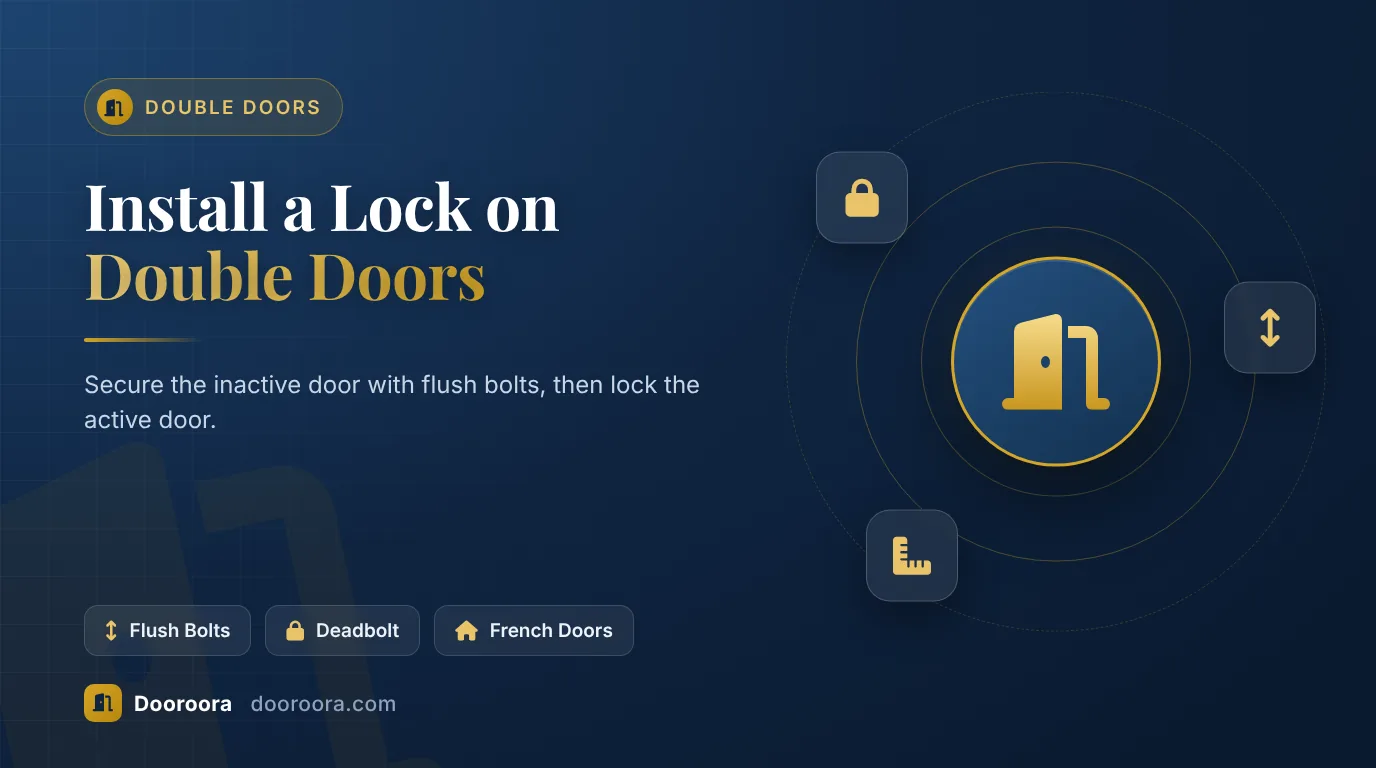 DOUBLE DOORS
Install a Lock on
Double Doors
Secure the inactive door with flush bolts, then lock the
active door.
Flush Bolts
Deadbolt
French Doors
Dooroora dooroora.com